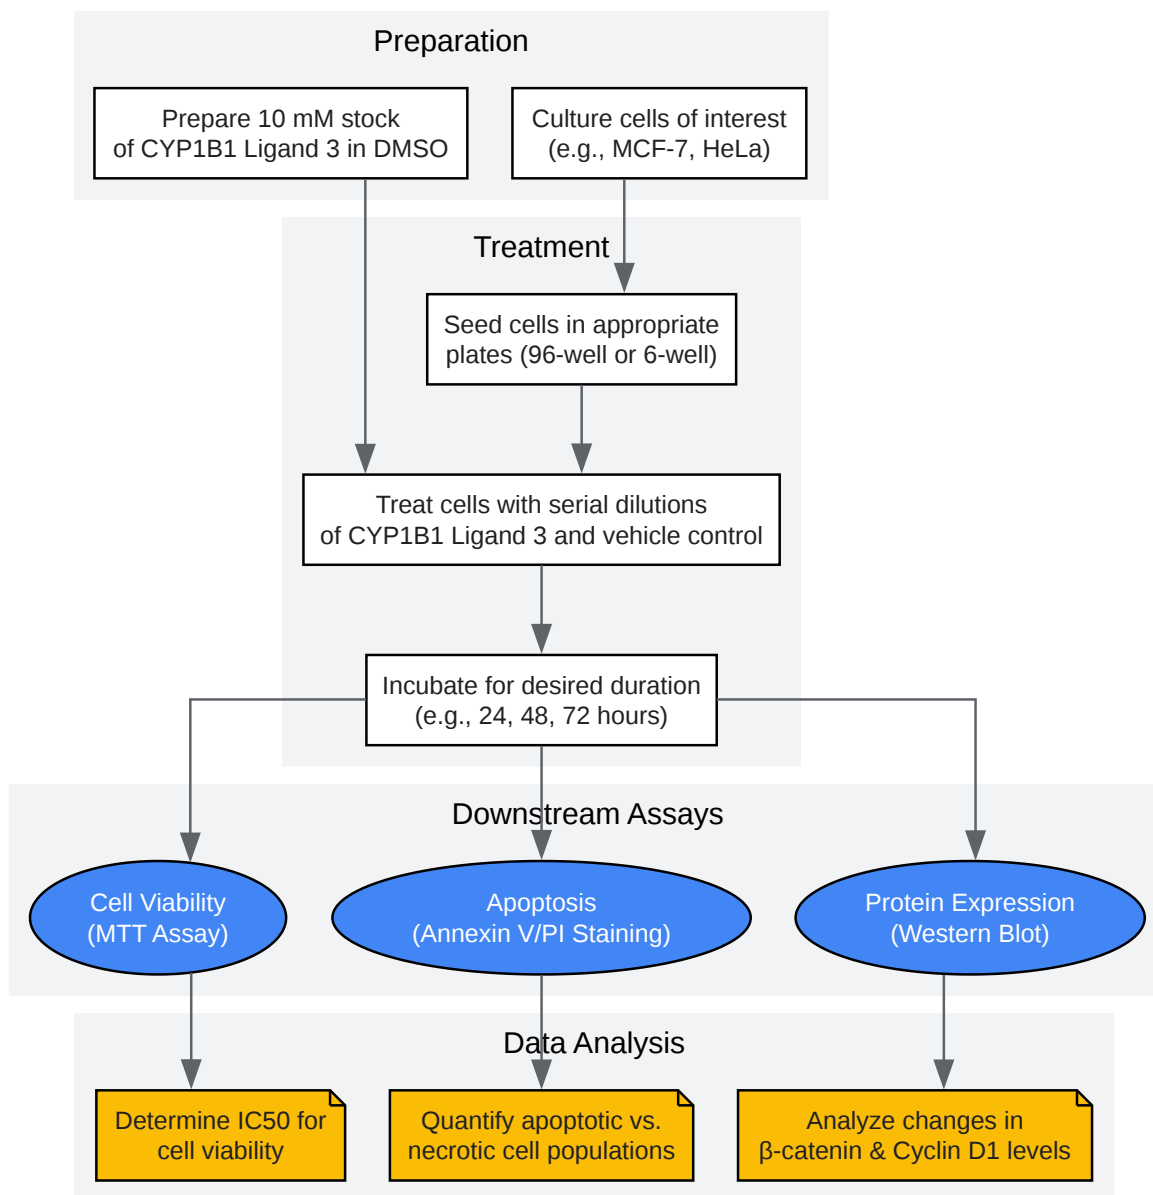 Preparation
Prepare 10 mM stock
of CYP1B1 Ligand 3 in DMSO
Culture cells of interest
(e.g., MCF-7, HeLa)
Treatment
Seed cells in appropriate
plates (96-well or 6-well)
Treat cells with serial dilutions
of CYP1B1 Ligand 3 and vehicle control
Incubate for desired duration
(e.g., 24, 48, 72 hours)
Downstream Assays
Cell Viability
(MTT Assay)
Apoptosis
(Annexin V/PI Staining)
Protein Expression
(Western Blot)
Data Analysis
Determine IC50 for
cell viability
Quantify apoptotic vs.
necrotic cell populations
Analyze changes in
β-catenin & Cyclin D1 levels